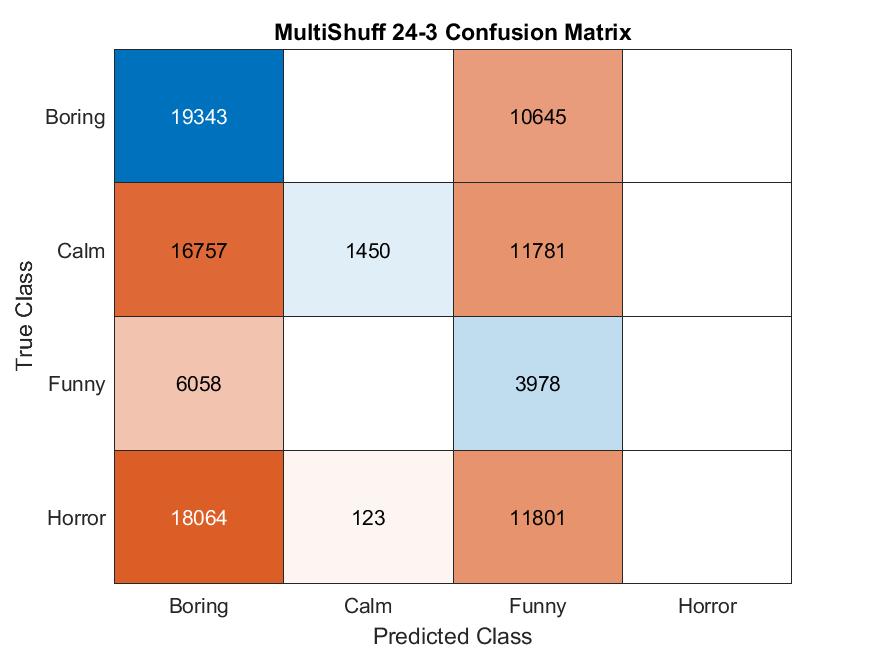 MultiShuff 24-3 Confusion Matrix
True Class
Boring 19343 10645
Calm 16757 1450 11781
Funny 6058 3978
Horror 18064 123 11801
Boring Calm Funny Horror
Predicted Class